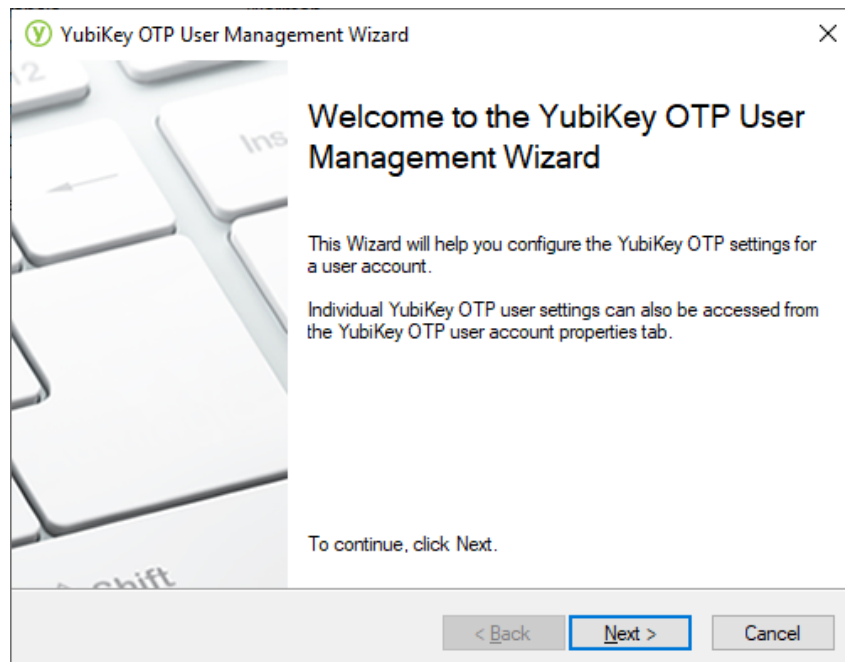 YubiKey OTP User Management Wizard
12
Ins
Welcome to the YubiKey OTP User
Management Wizard
This Wizard will help you configure the YubiKey OTP settings for
a user account.
Individual YubiKey OTP user settings can also be accessed from
the YubiKey OTP user account properties tab.
To continue, click Next.
Shift
< Back
Next >
Cancel